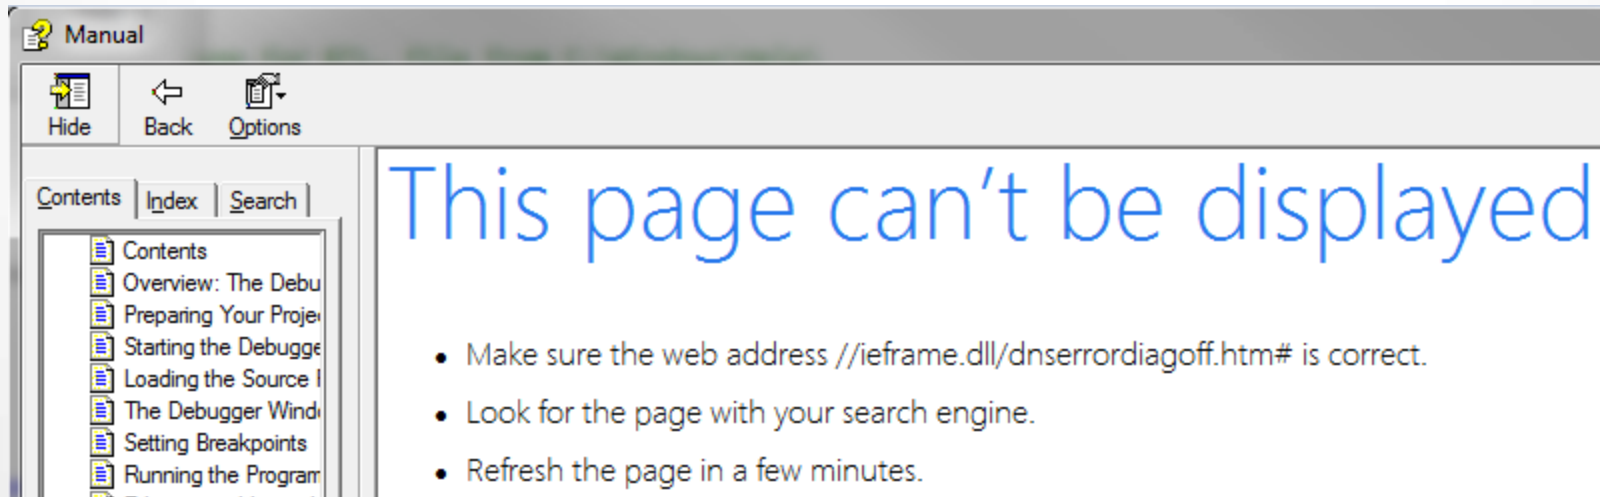 Manual
Hide Back Options
Contents Index Search
Contents
Overview: The Debu
Preparing Your Proje
Starting the Debugge
Loading the Source
The Debugger Wind
Setting Breakpoints
Running the Program
This page can't be displayed
• Make sure the web address //ieframe.dll/dnserrordiagoff.htm# is correct.
• Look for the page with your search engine.
• Refresh the page in a few minutes.